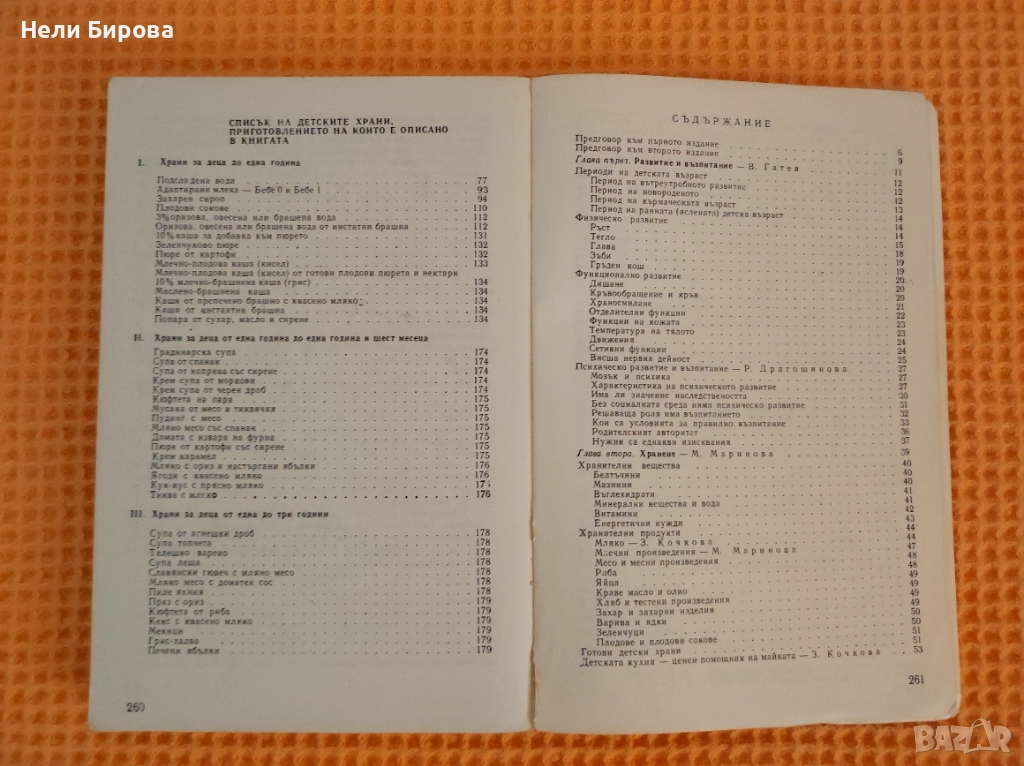 Нели Бирова
СПИСЪК НА ДЕТСКИТЕ ХРАНИ,
ПРИГОТОВЛЕНИЕТО НА КОИТО Е ОПИСАНО
В КНИГАТА
I. Храни за деца до една година
Подсладена вода 77
Адаптирани млека — Бебе 0 и Бебе 1 93
Захарен сироп 94
Плодови сокове 110
3% оризова, овесена или брашена вода 112
Оризова, овесена или брашена вода от инстатни брашна 112
10% каша за добавка към пюрето 131
Зеленчуково пюре 132
Пюре от картофи 132
Млечно-плодова каша (кисел) 133
Млечно-плодова каша (кисел) от готови плодови пюрета и нектари
10% млечно-брашнена каша (грис) 134
Маслено-брашнена каша 134
Каши от препечено брашно с квасено мляко 134
Каши от инстантни брашна 134
Попара от сухар, масло и сирене 134
II. Храни за деца от една година до една година и шест месеца
Градинарска супа 174
Супа от спанак 174
Супа от коприва със сирене 174
Крем супа от моркови 174
Крем супа от черен дроб 174
Кюфтета на пара 175
Мусака от месо и тиквички 175
Пудинг с месо 175
Мляно месо със спанак 175
Домати с извара на фурна 175
Пюре от картофи със сирене 175
Крем карамел 175
Мляко с ориз и настъргани ябълки 176
Ягоди с квасено мляко 176
Кус-кус с прясно мляко
Тиква с мляко 176
III. Храни за деца от една до три години
Супа от агнешки дроб 178
Супа топчета 178
Телешко варено 178
Супа леща 178
Славянски гювеч с мляно месо 178
Мляно месо с доматен сос 178
Пиле яхния 178
Праз с ориз 179
Кюфтета от риба 179
Кекс с квасено мляко 179
Мекици 179
Грис-халва 179
Печени ябълки 179
260
СЪДЪРЖАНИЕ
Предговор към първото издание 6
Предговор към второто издание 9
Глава първа. Развитие и възпитание — В. Гатев 11
Периоди на детската възраст 12
Период на вътреутробното развитие 12
Период на новороденото 12
Период на кърмаческата възраст 13
Период на ранната (яслената) детска възраст 14
Физическо развитие 14
Ръст 14
Тегло 15
Глава 18
Зъби 19
Гръден кош 19
Функционално развитие 20
Дишане 20
Кръвообращение и кръв 20
Храносмилане 21
Отделителни функции 22
Функции на кожата 23
Температура на тялото 23
Движения 24
Сетивни функции 24
Висша нервна дейност 25
Психическо развитие и възпитание — Р. Драгошинова 27
Мозък и психика 27
Характеристика на психическото развитие 27
Има ли значение наследствеността 30
Без социалната среда няма психическо развитие 31
Решаваща роля има възпитанието 32
Кои са условията за правилно възпитание 33
Родителският авторитет 36
Нужни са еднакви изисквания 37
Глава втора. Хранене — М. Маринова 39
Хранителни вещества 40
Белтъчини 40
Мазнини 40
Въглехидрати 41
Минерални вещества и вода 41
Витамини 42
Енергетични нужди 43
Хранителни продукти 44
Мляко — З. Кочкова 44
Млечни произведения — М. Маринова 47
Месо и месни произведения 48
Риба 48
Яйца 49
Краве масло и олио 49
Хляб и тестени произведения 49
Захар и захарни изделия 50
Варива и ядки 50
Зеленчуци 51
Плодове и плодови сокове 51
Готови детски храни 53
Детската кухня — ценен помощник на майката — З. Кочкова
261
BAZAR